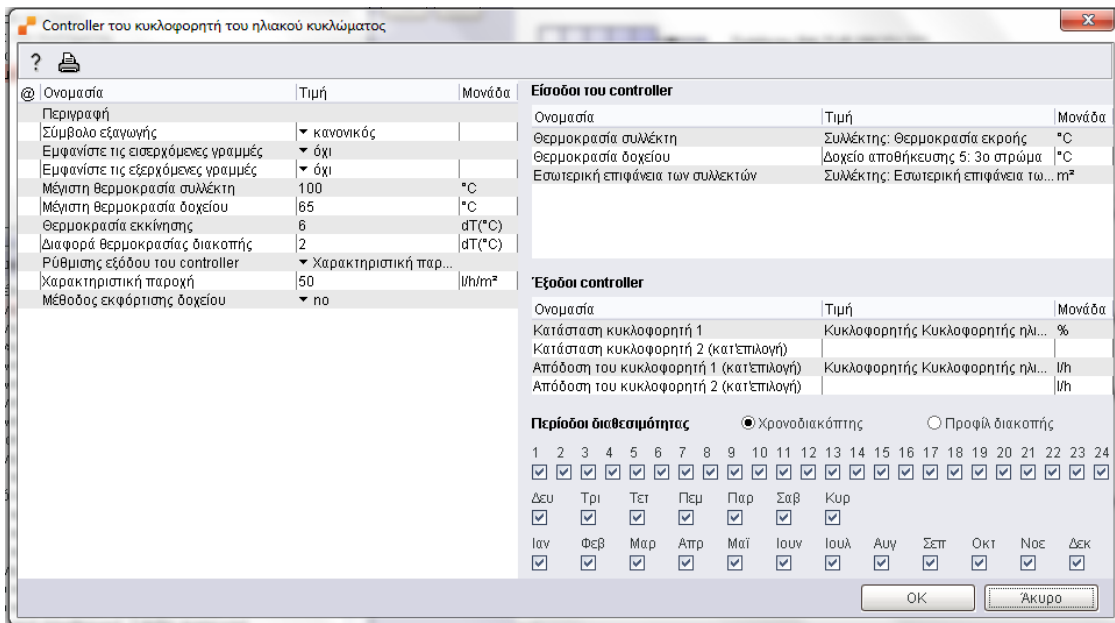 Controller του κυκλοφορητή του ηλιακού κυκλώματος
?
@ Ονομασία Τιμή Μονάδα
Περιγραφή
Σύμβολο εξαγωγής κανονικός
Εμφανίστε τις εισερχόμενες γραμμές όχι
Εμφανίστε τις εξερχόμενες γραμμές όχι
Μέγιστη θερμοκρασία συλλέκτη 100 °C
Μέγιστη θερμοκρασία δοχείου 65 °C
Θερμοκρασία εκκίνησης 6 dT(°C)
Διαφορά θερμοκρασίας διακοπής 2 dT(°C)
Ρύθμισης εξόδου του controller Χαρακτηριστική παρ...
Χαρακτηριστική παροχή 50 l/h/m²
Μέθοδος εκφόρτισης δοχείου no
Είσοδοι του controller
Ονομασία Τιμή Μονάδα
Θερμοκρασία συλλέκτη Συλλέκτης: Θερμοκρασία εκροής °C
Θερμοκρασία δοχείου Δοχείο αποθήκευσης 5: 3ο στρώμα °C
Εσωτερική επιφάνεια των συλλεκτών Συλλέκτης: Εσωτερική επιφάνεια τω... m²
Έξοδοι controller
Ονομασία Τιμή Μονάδα
Κατάσταση κυκλοφορητή 1 Κυκλοφορητής Κυκλοφορητής ηλι... %
Κατάσταση κυκλοφορητή 2 (κατ'επιλογή)
Απόδοση του κυκλοφορητή 1 (κατ'επιλογή) Κυκλοφορητής Κυκλοφορητής ηλι... l/h
Απόδοση του κυκλοφορητή 2 (κατ'επιλογή) l/h
Περίοδοι διαθεσιμότητας Χρονοδιακόπτης Προφίλ διακοπής
1 2 3 4 5 6 7 8 9 10 11 12 13 14 15 16 17 18 19 20 21 22 23 24
Δευ Τρι Τετ Πεμ Παρ Σαβ Κυρ
Ιαν Φεβ Μαρ Απρ Μαϊ Ιουν Ιουλ Αυγ Σεπ Οκτ Νοε Δεκ
OK Άκυρο